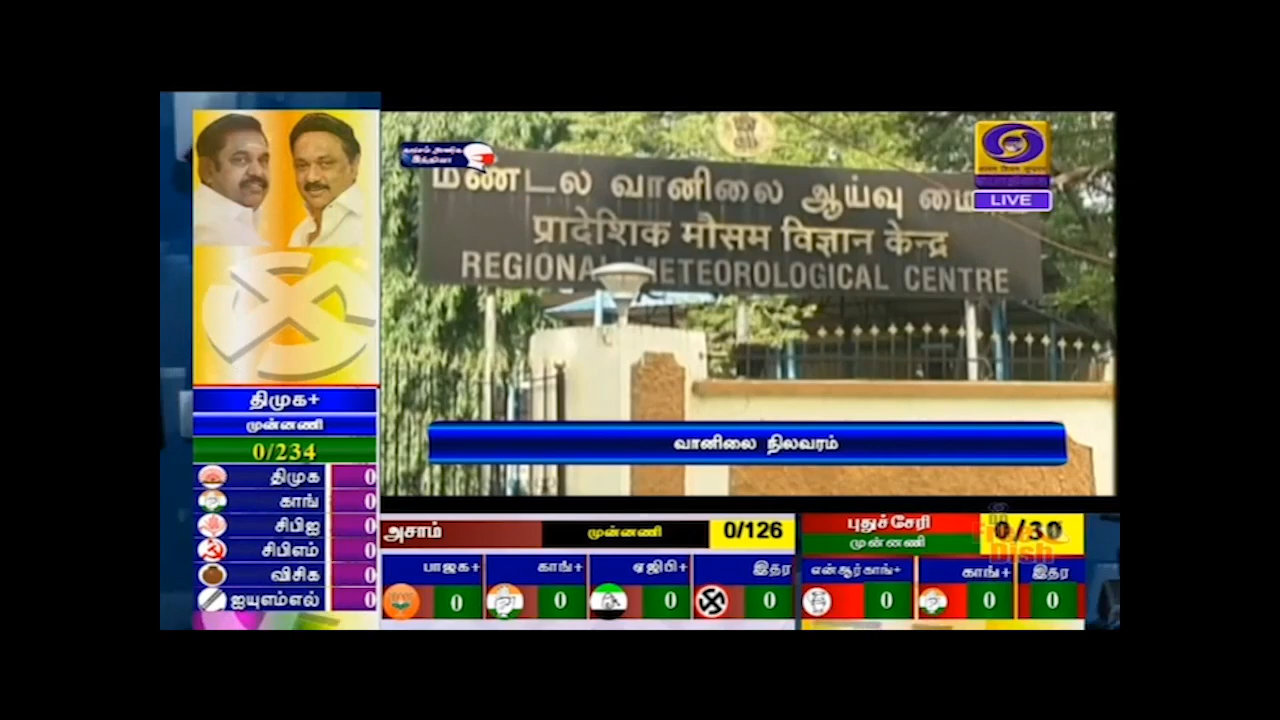 மண்டல வானிலை ஆய்வு
प्रादेशिक मौसम विज्ञान केन्द्र
REGIONAL METEOROLOGICAL CENTRE
LIVE
வானிலை நிலவரம்
திமுக+
முன்னணி
0/234
திமுக 0
காங் 0
சிபிஐ 0
சிபிஎம் 0
விசிக 0
ஐயுஎம்எல் 0
அசாம் முன்னணி 0/126
பாஜக+ காங்+ ஏஜிபி+ இதர
0 0 0 0
புதுச்சேரி
முன்னணி
0/30
என்ஆர்காங்+ காங்+ இதர
0 0 0